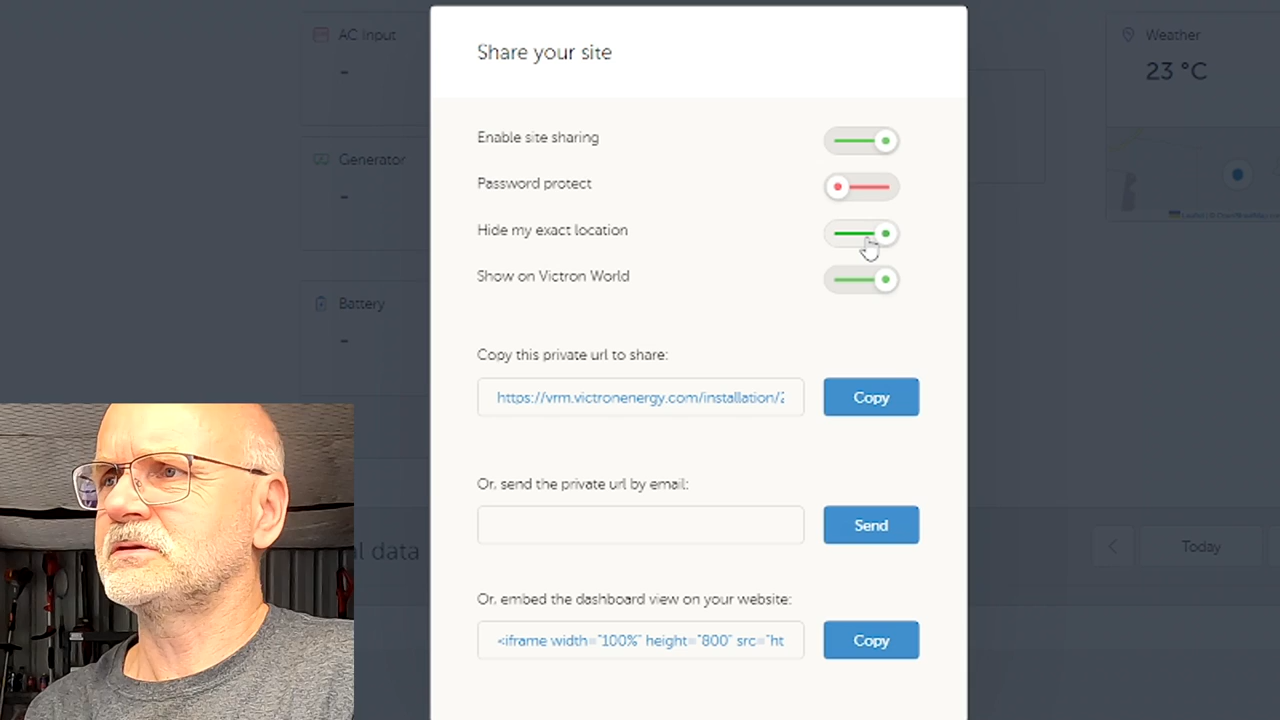 AC Input
-
Generator
-
Battery
-
Share your site
Enable site sharing
Password protect
Hide my exact location
Show on Victron World
Copy this private url to share:
https://vrm.victronenergy.com/installation/2
Copy
Or, send the private url by email:
Send
Or, embed the dashboard view on your website:
<iframe width="100%" height="800" src="ht
Copy
Weather
23 °C
Leaflet
data
Today